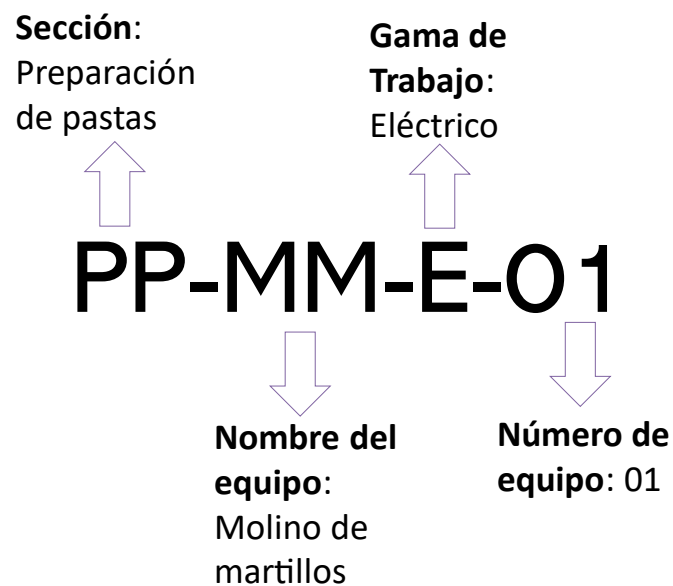 Sección:
Preparación
de pastas
Gama de
Trabajo:
Eléctrico
PP-MM-E-01
Nombre del
equipo:
Molino de
martillos
Número de
equipo: 01